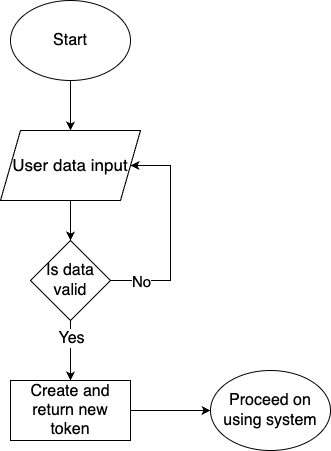 Start
User data input
Is data
valid
No
Yes
Create and
return new
token
Proceed on
using system